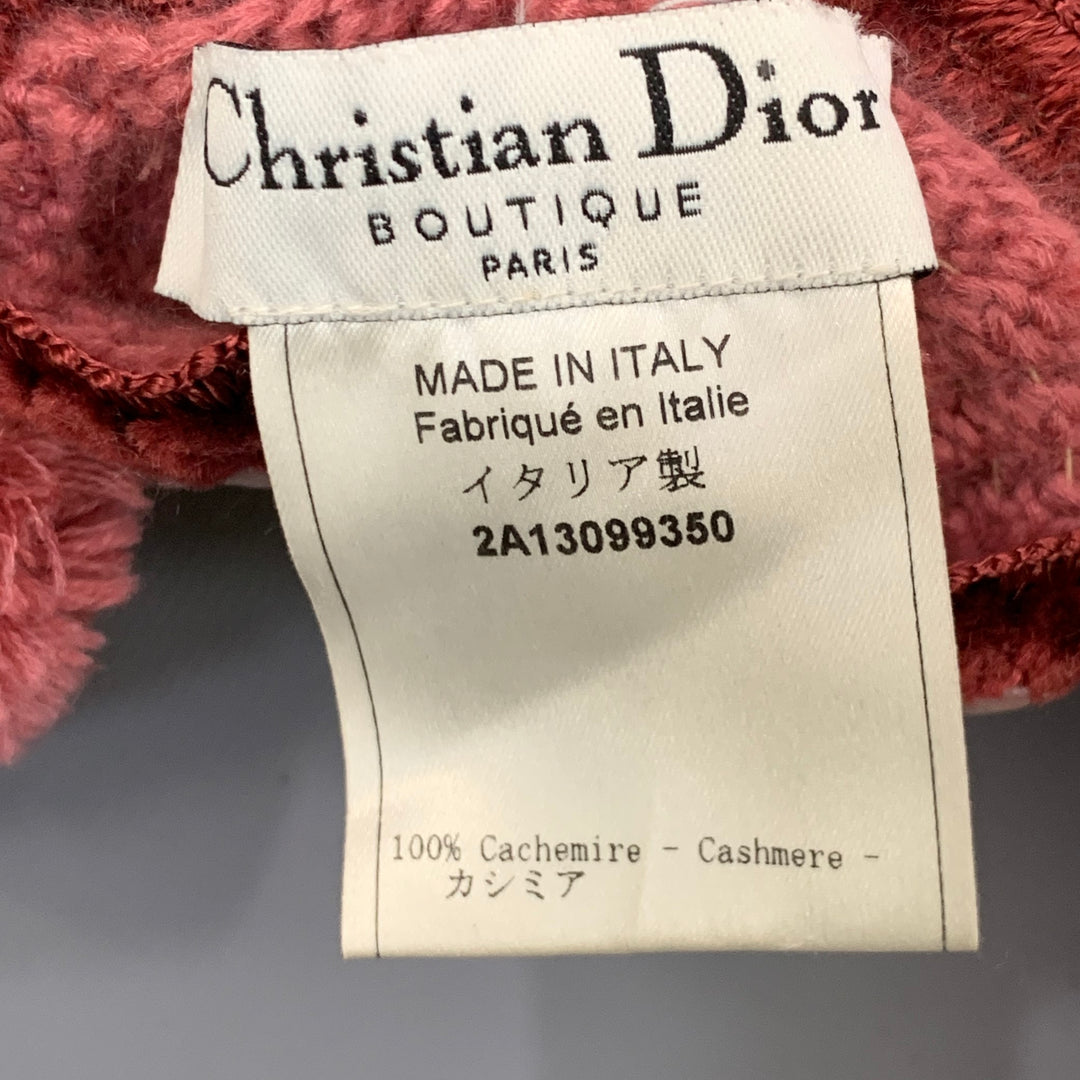 Christian Dior
BOUTIQUE
PARIS
MADE IN ITALY
Fabriqué en Italie
イタリア製
2A13099350
100% Cachemire - Cashmere -
カシミア